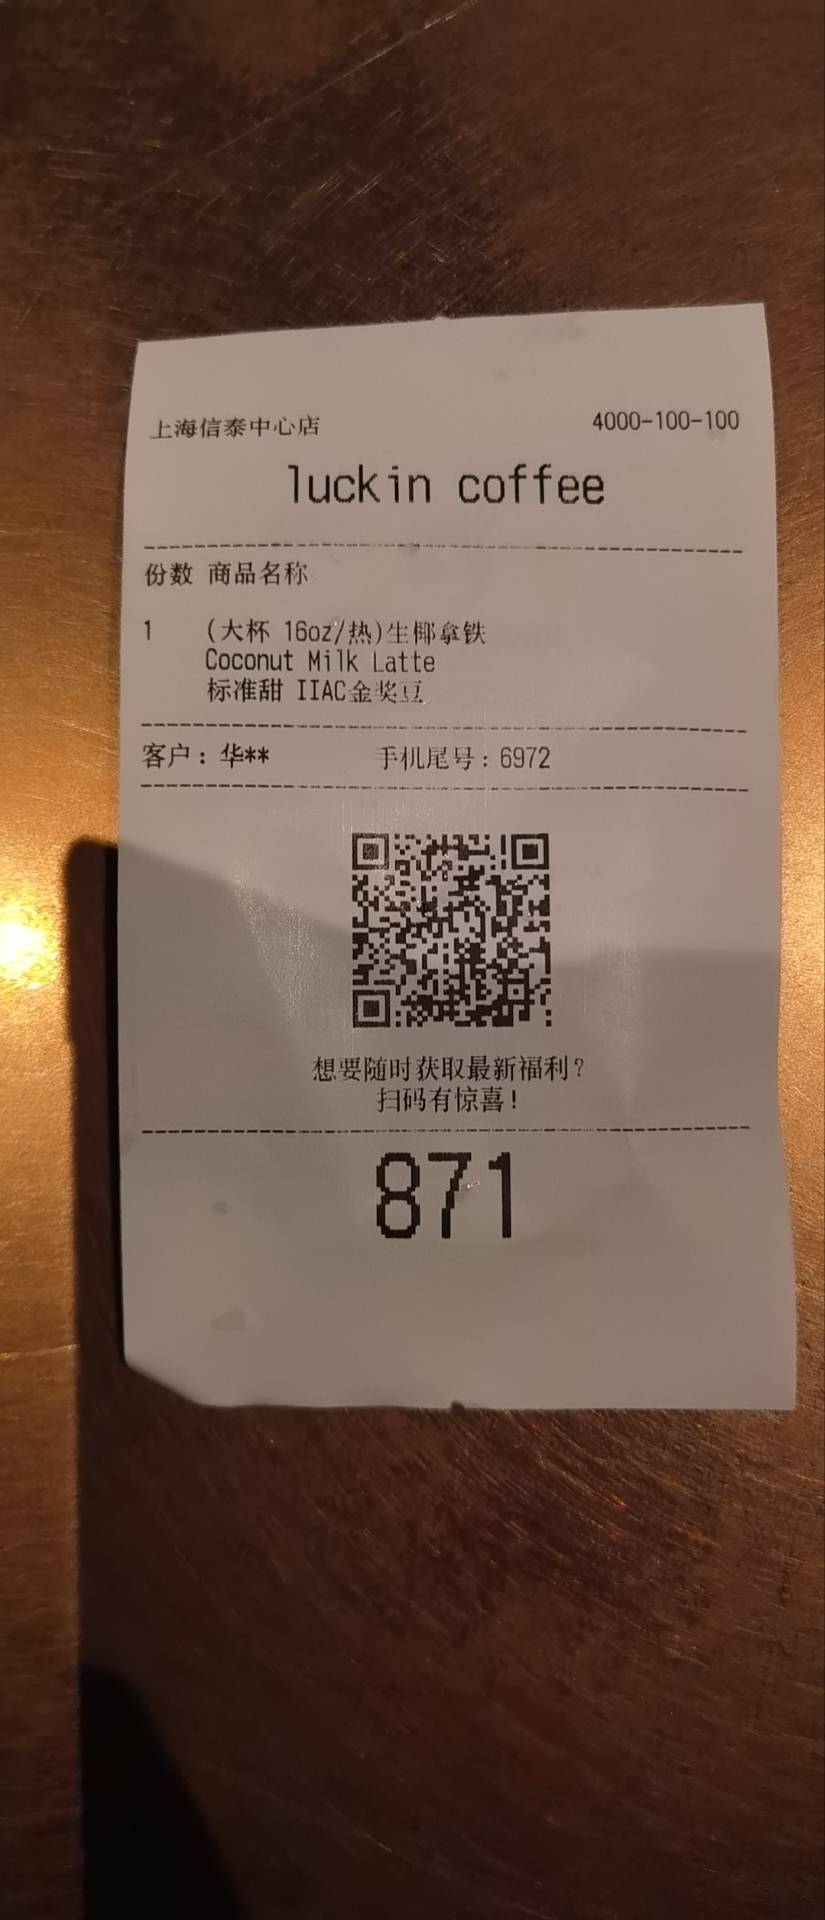 上海信泰中心店 4000-100-100
luckin coffee
份数 商品名称
1 (大杯 16oz/热)生椰拿铁
Coconut Milk Latte
标准甜 IIAC金奖豆
客户：华** 手机尾号：6972
想要随时获取最新福利？
扫码有惊喜！
871